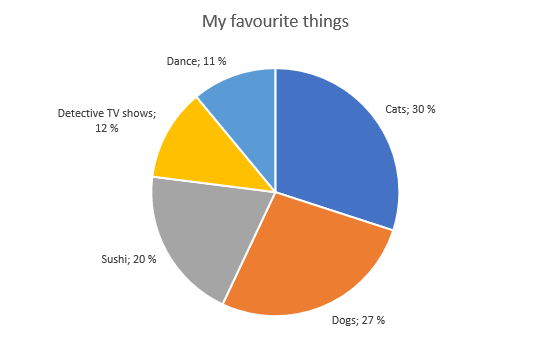 My favourite things
Dance; 11 %
Cats; 30 %
Detective TV shows;
12 %
Sushi; 20 %
Dogs; 27 %